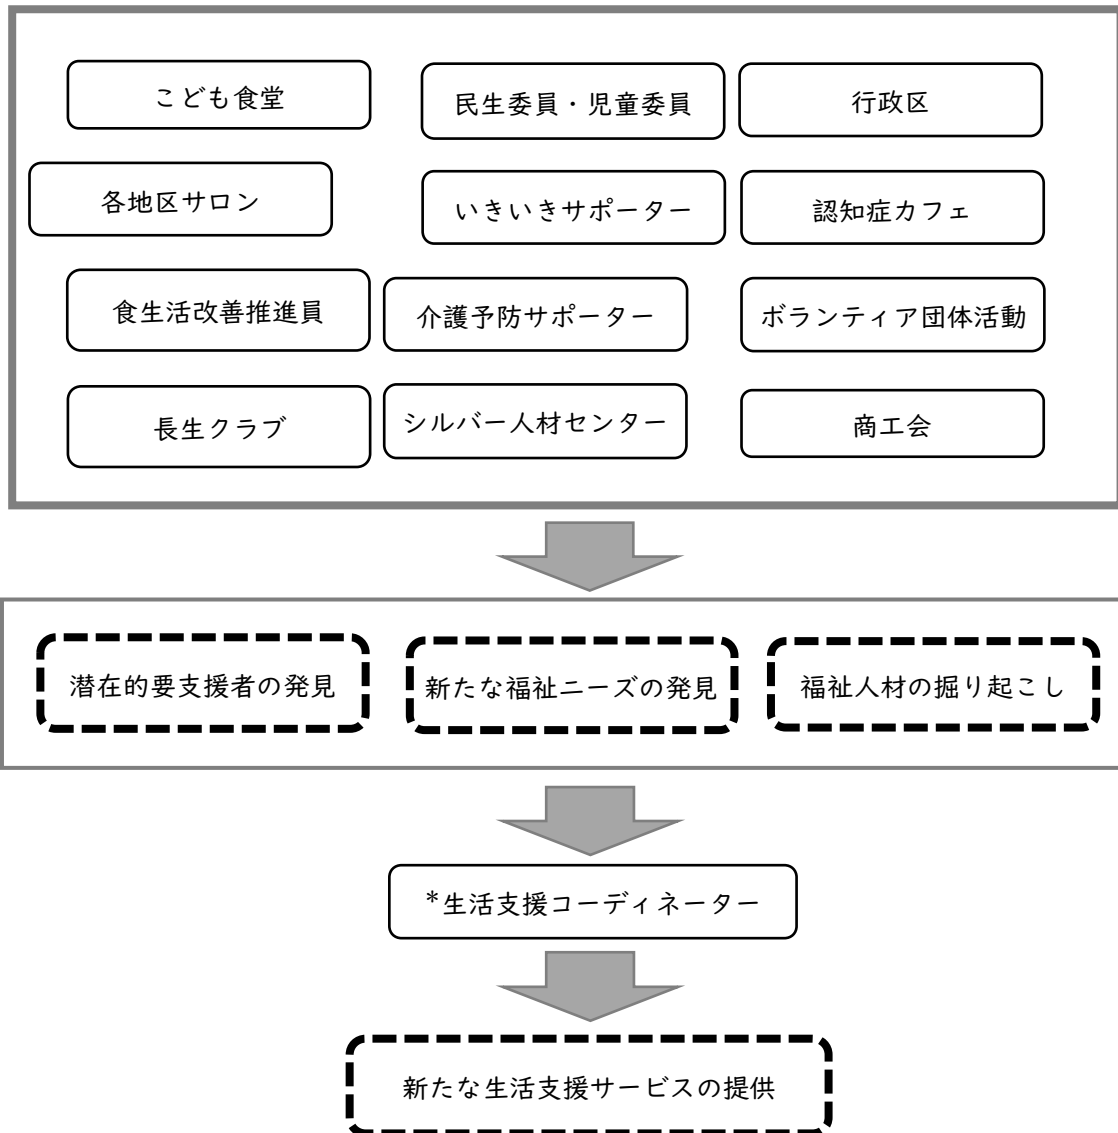 こども食堂
民生委員・児童委員
行政区
各地区サロン
いきいきサポーター
認知症カフェ
食生活改善推進員
介護予防サポーター
ボランティア団体活動
長生クラブ
シルバー人材センター
商工会
潜在的要支援者の発見
新たな福祉ニーズの発見
福祉人材の掘り起こし
*生活支援コーディネーター
新たな生活支援サービスの提供